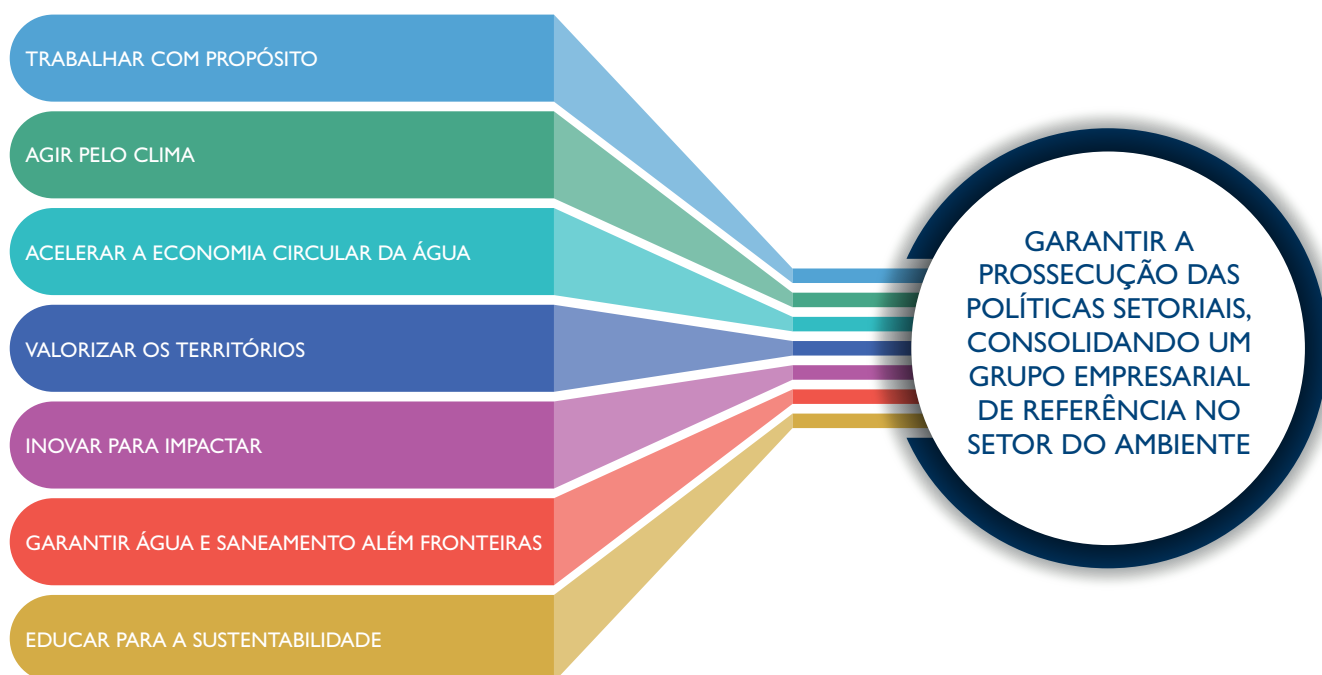 TRABALHAR COM PROPÓSITO
AGIR PELO CLIMA
ACELERAR A ECONOMIA CIRCULAR DA ÁGUA
VALORIZAR OS TERRITÓRIOS
INOVAR PARA IMPACTAR
GARANTIR ÁGUA E SANEAMENTO ALÉM FRONTEIRAS
EDUCAR PARA A SUSTENTABILIDADE
GARANTIR A
PROSSECUÇÃO DAS
POLÍTICAS SETORIAIS,
CONSOLIDANDO UM
GRUPO EMPRESARIAL
DE REFERÊNCIA NO
SETOR DO AMBIENTE